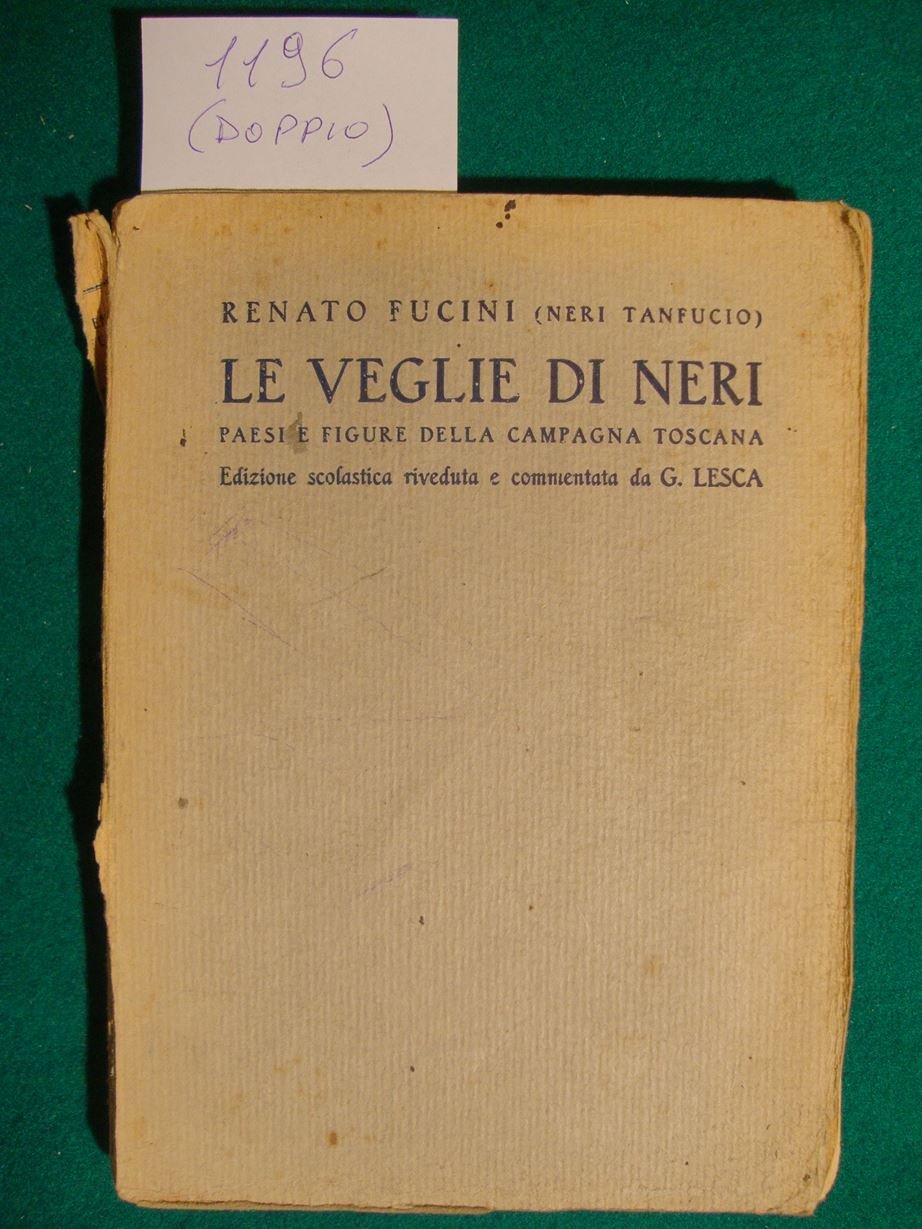 1196
(DOPPIO)
RENATO FUCINI (NERI TANFUCIO)
LE VEGLIE DI NERI
PAESI E FIGURE DELLA CAMPAGNA TOSCANA
Edizione scolastica riveduta e commentata da G. LESCA